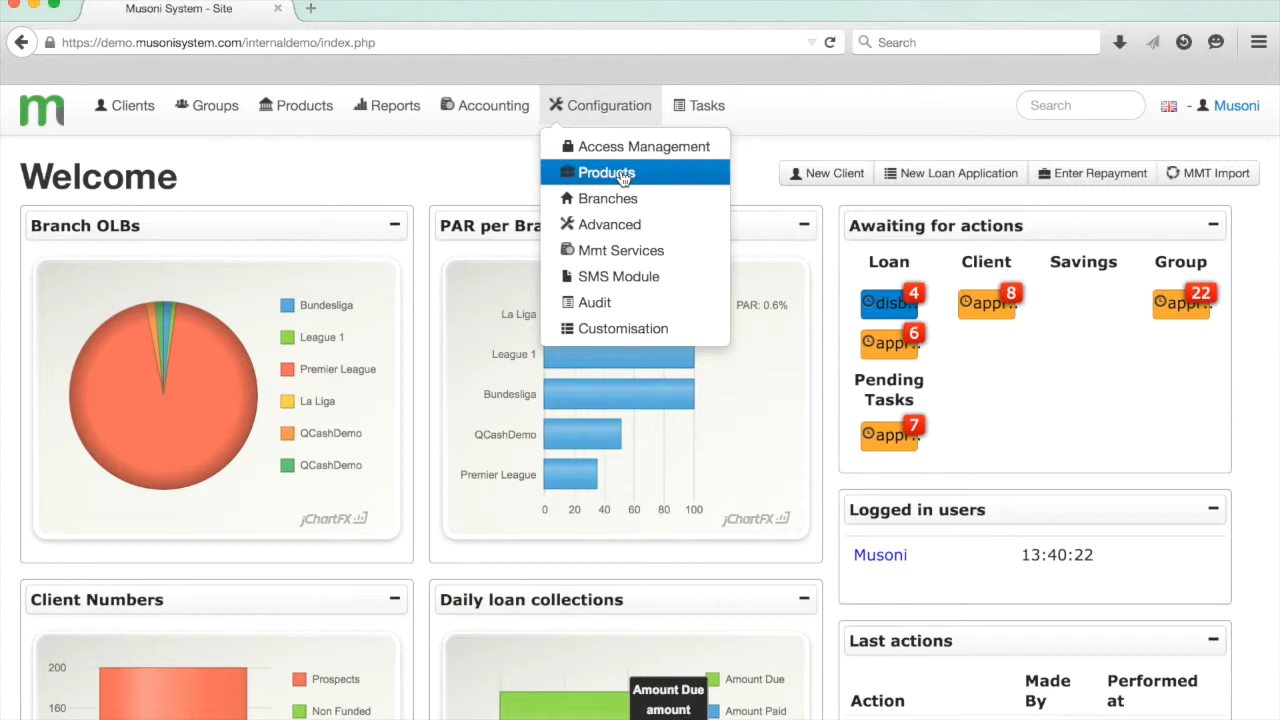 Musoni System - Site
https://demo.musonisystem.com/internaldemo/index.php
Search
m
Clients
Groups
Products
Reports
Accounting
Configuration
Tasks
Search
- Musoni
Access Management
Products
Branches
Advanced
Mmt Services
SMS Module
Audit
Customisation
Welcome
New Client
New Loan Application
Enter Repayment
MMT Import
Branch OLBs
Bundesliga
League 1
Premier League
La Liga
QCashDemo
QCashDemo
jChartFX
PAR per Bra
PAR: 0.6%
La Liga
League 1
Bundesliga
QCashDemo
Premier League
0 20 40 60 80 100
jChartFX
Awaiting for actions
Loan Client Savings Group
disb 4
appr.. 8
appr.. 22
appr.. 6
Pending
Tasks
appr.. 7
Logged in users
Musoni 13:40:22
Client Numbers
200
160
Prospects
Non Funded
Daily loan collections
Amount Due
amount
Amount Due
Amount Paid
Last actions
Action Made By Performed at